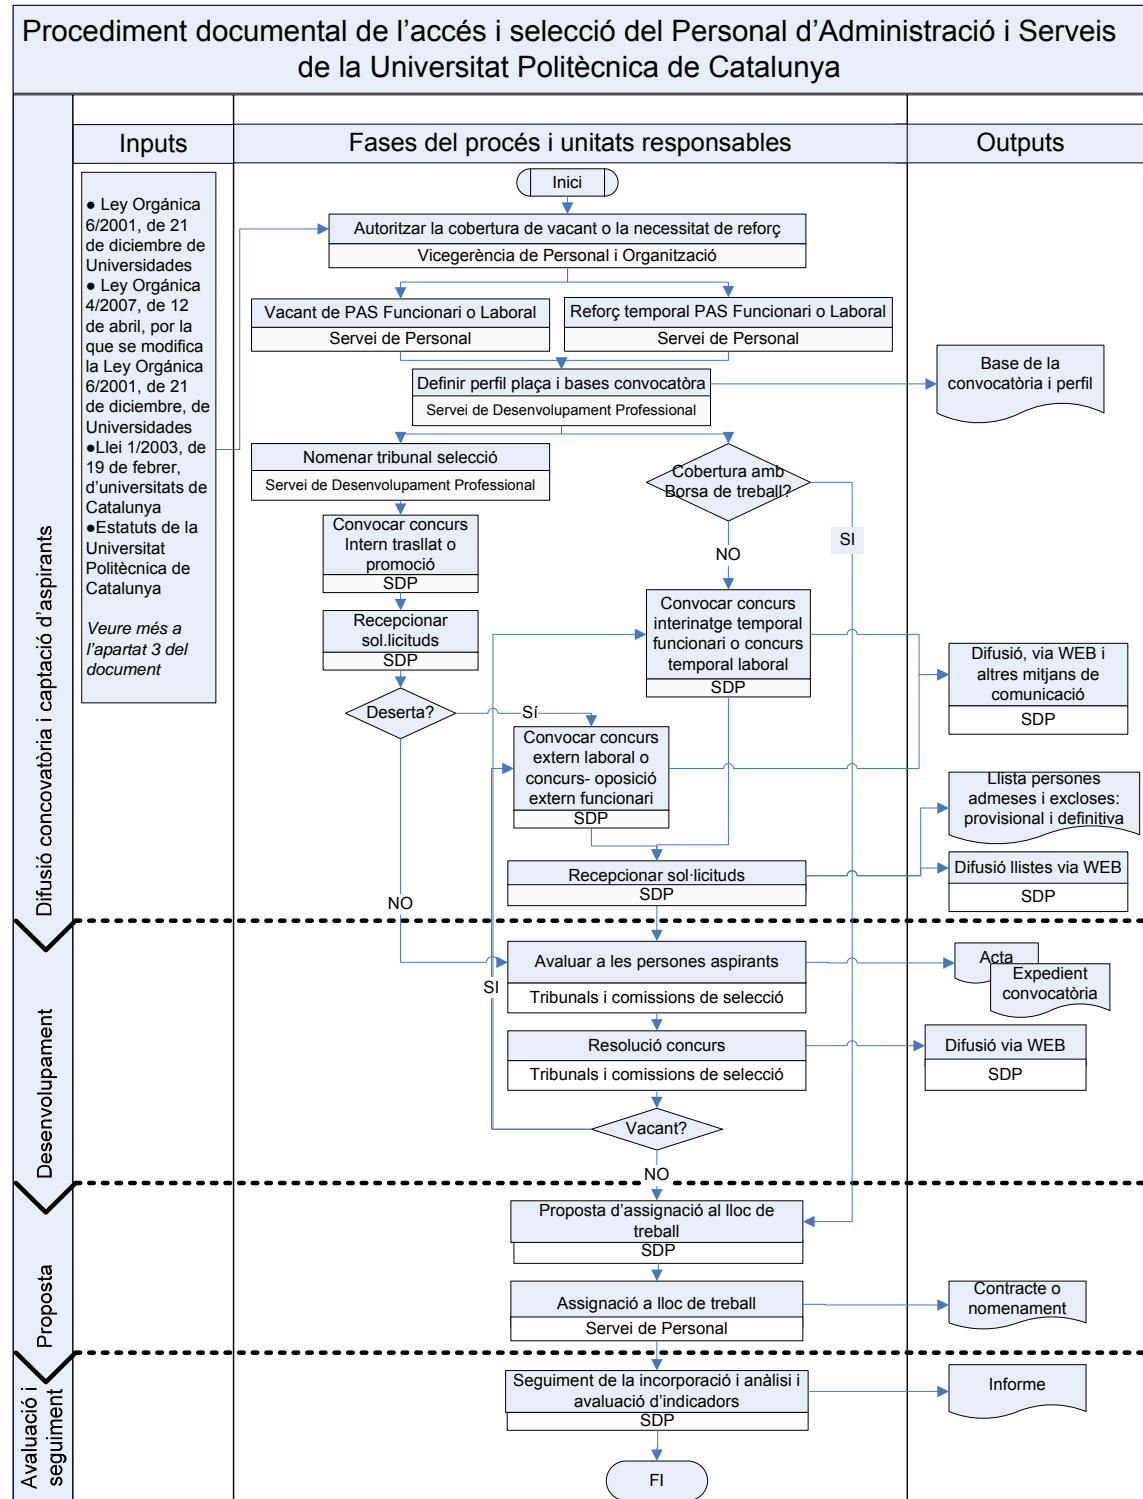 Procediment documental de l’accés i selecció del Personal d’Administració i Serveis
de la Universitat Politècnica de Catalunya
Inputs
Fases del procés i unitats responsables
Outputs
Difusió concovatòria i captació d’aspirants
● Ley Orgánica
6/2001, de 21
de diciembre de
Universidades
● Ley Orgánica
4/2007, de 12
de abril, por la
que se modifica
la Ley Orgánica
6/2001, de 21
de diciembre, de
Universidades
●Llei 1/2003, de
19 de febrer,
d’universitats de
Catalunya
●Estatuts de la
Universitat
Politècnica de
Catalunya
Veure més a
l’apartat 3 del
document
Inici
Autoritzar la cobertura de vacant o la necessitat de reforç
Vicegerència de Personal i Organització
Vacant de PAS Funcionari o Laboral
Servei de Personal
Reforç temporal PAS Funcionari o Laboral
Servei de Personal
Definir perfil plaça i bases convocatòra
Servei de Desenvolupament Professional
Base de la
convocatòria i perfil
Nomenar tribunal selecció
Servei de Desenvolupament Professional
Cobertura amb
Borsa de treball?
SI
NO
Convocar concurs
Intern trasllat o
promoció
SDP
Recepcionar
sol.licituds
SDP
Convocar concurs
interinatge temporal
funcionari o concurs
temporal laboral
SDP
Difusió, via WEB i
altres mitjans de
comunicació
SDP
Deserta?
Sí
NO
Convocar concurs
extern laboral o
concurs- oposició
extern funcionari
SDP
Llista persones
admeses i excloses:
provisional i definitiva
Recepcionar sol·licituds
SDP
Difusió llistes via WEB
SDP
Desenvolupament
Avaluar a les persones aspirants
Tribunals i comissions de selecció
Acta
Expedient
convocatòria
SI
Resolució concurs
Tribunals i comissions de selecció
Difusió via WEB
SDP
Vacant?
NO
Proposta
Proposta d’assignació al lloc de
treball
SDP
Assignació a lloc de treball
Servei de Personal
Contracte o
nomenament
Avaluació i
seguiment
Seguiment de la incorporació i anàlisi i
avaluació d’indicadors
SDP
Informe
FI